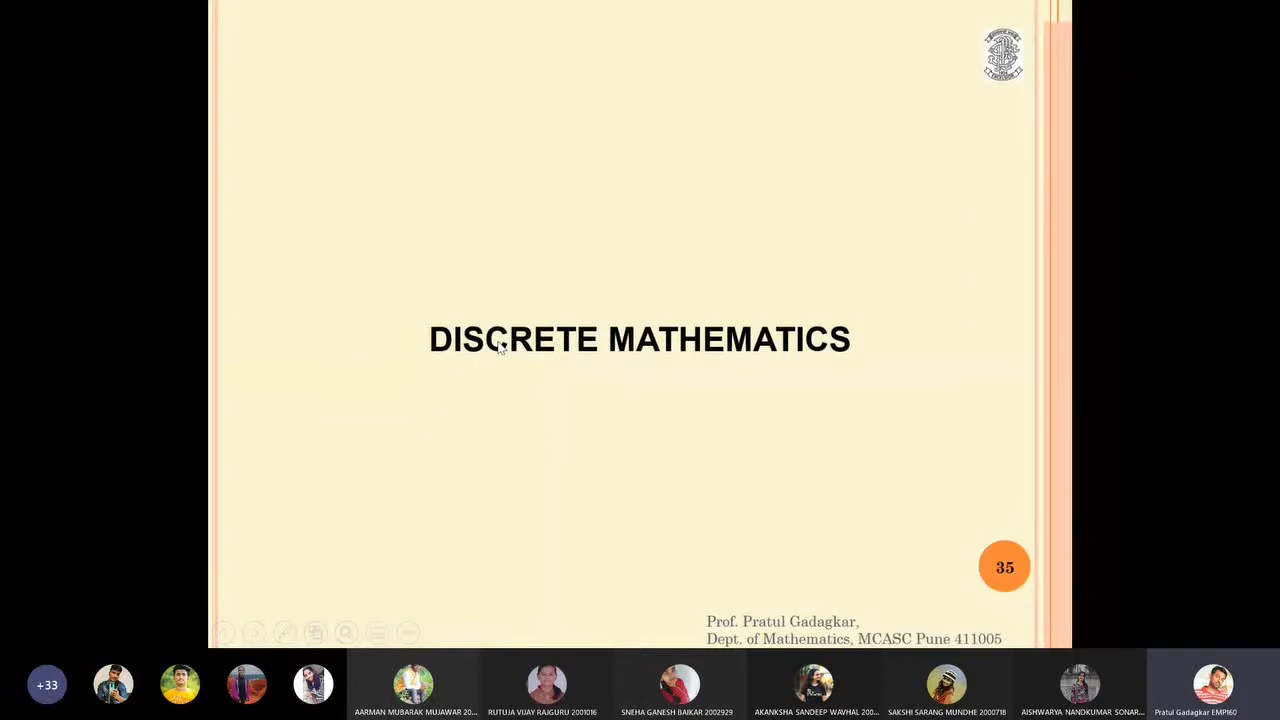 DISCRETE MATHEMATICS
35
Prof. Pratul Gadagkar,
Dept. of Mathematics, MCASC Pune 411005
+33
AARMAN MUBARAK MUJAWAR 20...
RUTUJA VIJAY RAJGURU 2001016
SNEHA GANESH BAIKAR 2002929
AKANKSHA SANDEEP WAVHAL 200...
SAKSHI SARANG MUNDHE 2000718
AISHWARYA NANDKUMAR SONAR...
Pratul Gadagkar EMP160